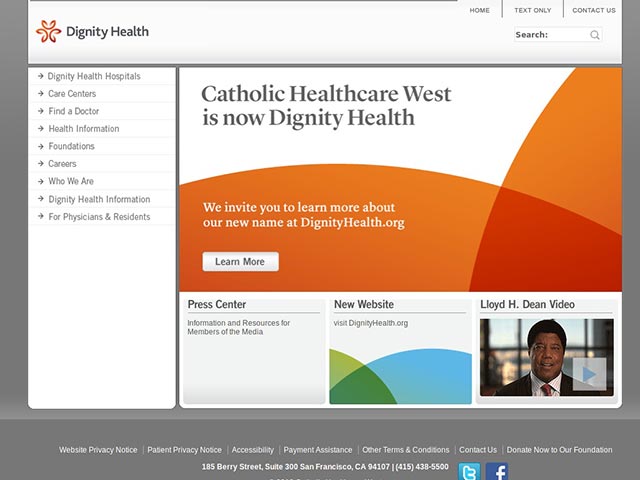 HOME
TEXT ONLY
CONTACT US
Dignity Health
Search:
Dignity Health Hospitals
Care Centers
Find a Doctor
Health Information
Foundations
Careers
Who We Are
Dignity Health Information
For Physicians & Residents
Catholic Healthcare West
is now Dignity Health
We invite you to learn more about
our new name at DignityHealth.org
Learn More
Press Center
Information and Resources for
Members of the Media
New Website
visit DignityHealth.org
Lloyd H. Dean Video
Website Privacy Notice | Patient Privacy Notice | Accessibility | Payment Assistance | Other Terms & Conditions | Contact Us | Donate Now to Our Foundation
185 Berry Street, Suite 300 San Francisco, CA 94107 | (415) 438-5500